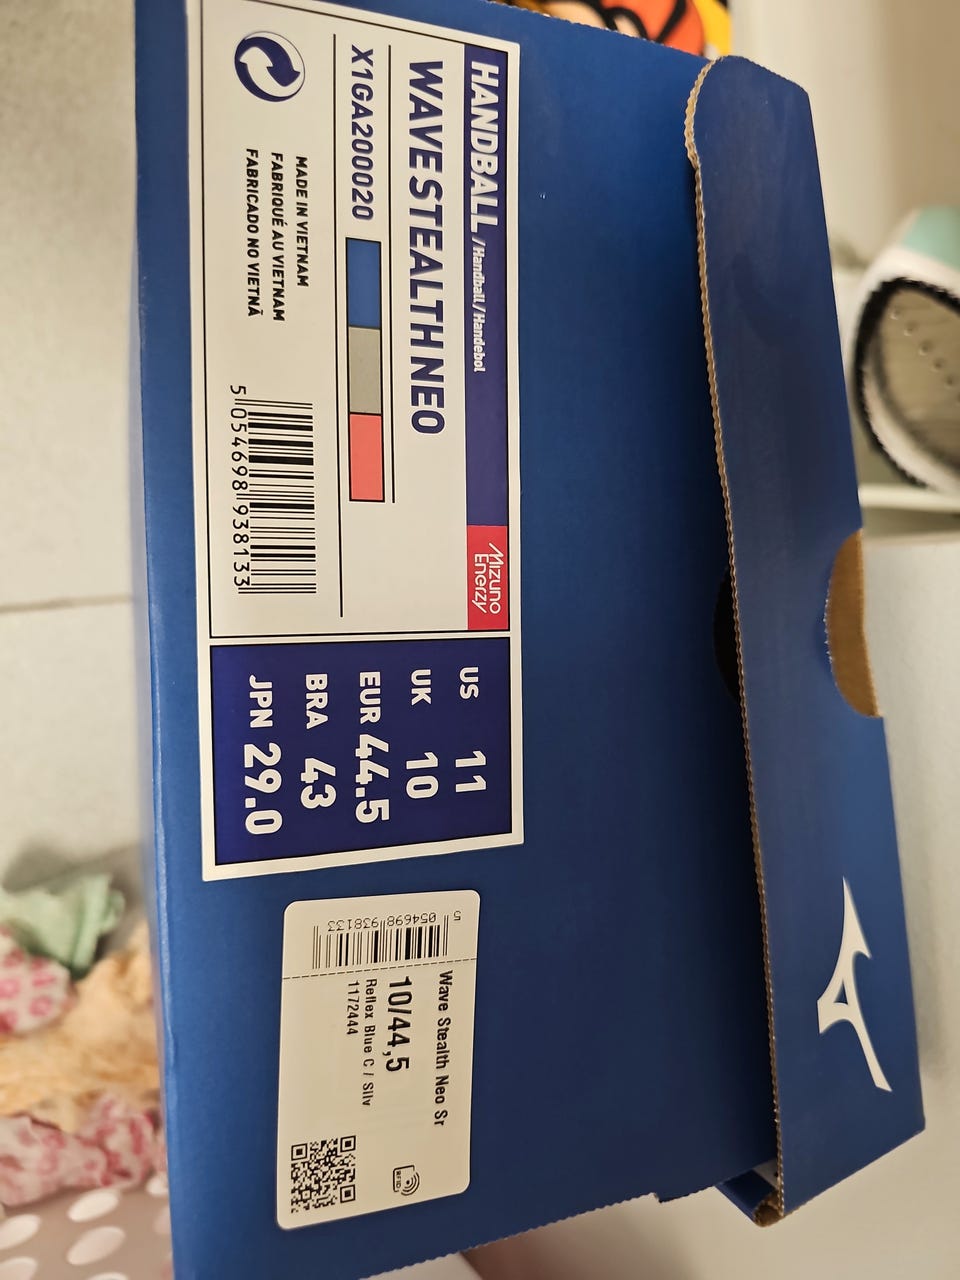 HANDBALL /Handball/Handebol
Mizuno
Enerzy
WAVE STEALTH NEO
X1GA200020
MADE IN VIETNAM
FABRIQUÉ AU VIETNAM
FABRICADO NO VIETNÃ
5 054698 938133
US 11
UK 10
EUR 44.5
BRA 43
JPN 29.0
5 054698 938133
Wave Stealth Neo Sr
10/44,5
Reflex Blue C / Silv
1172444
RFID